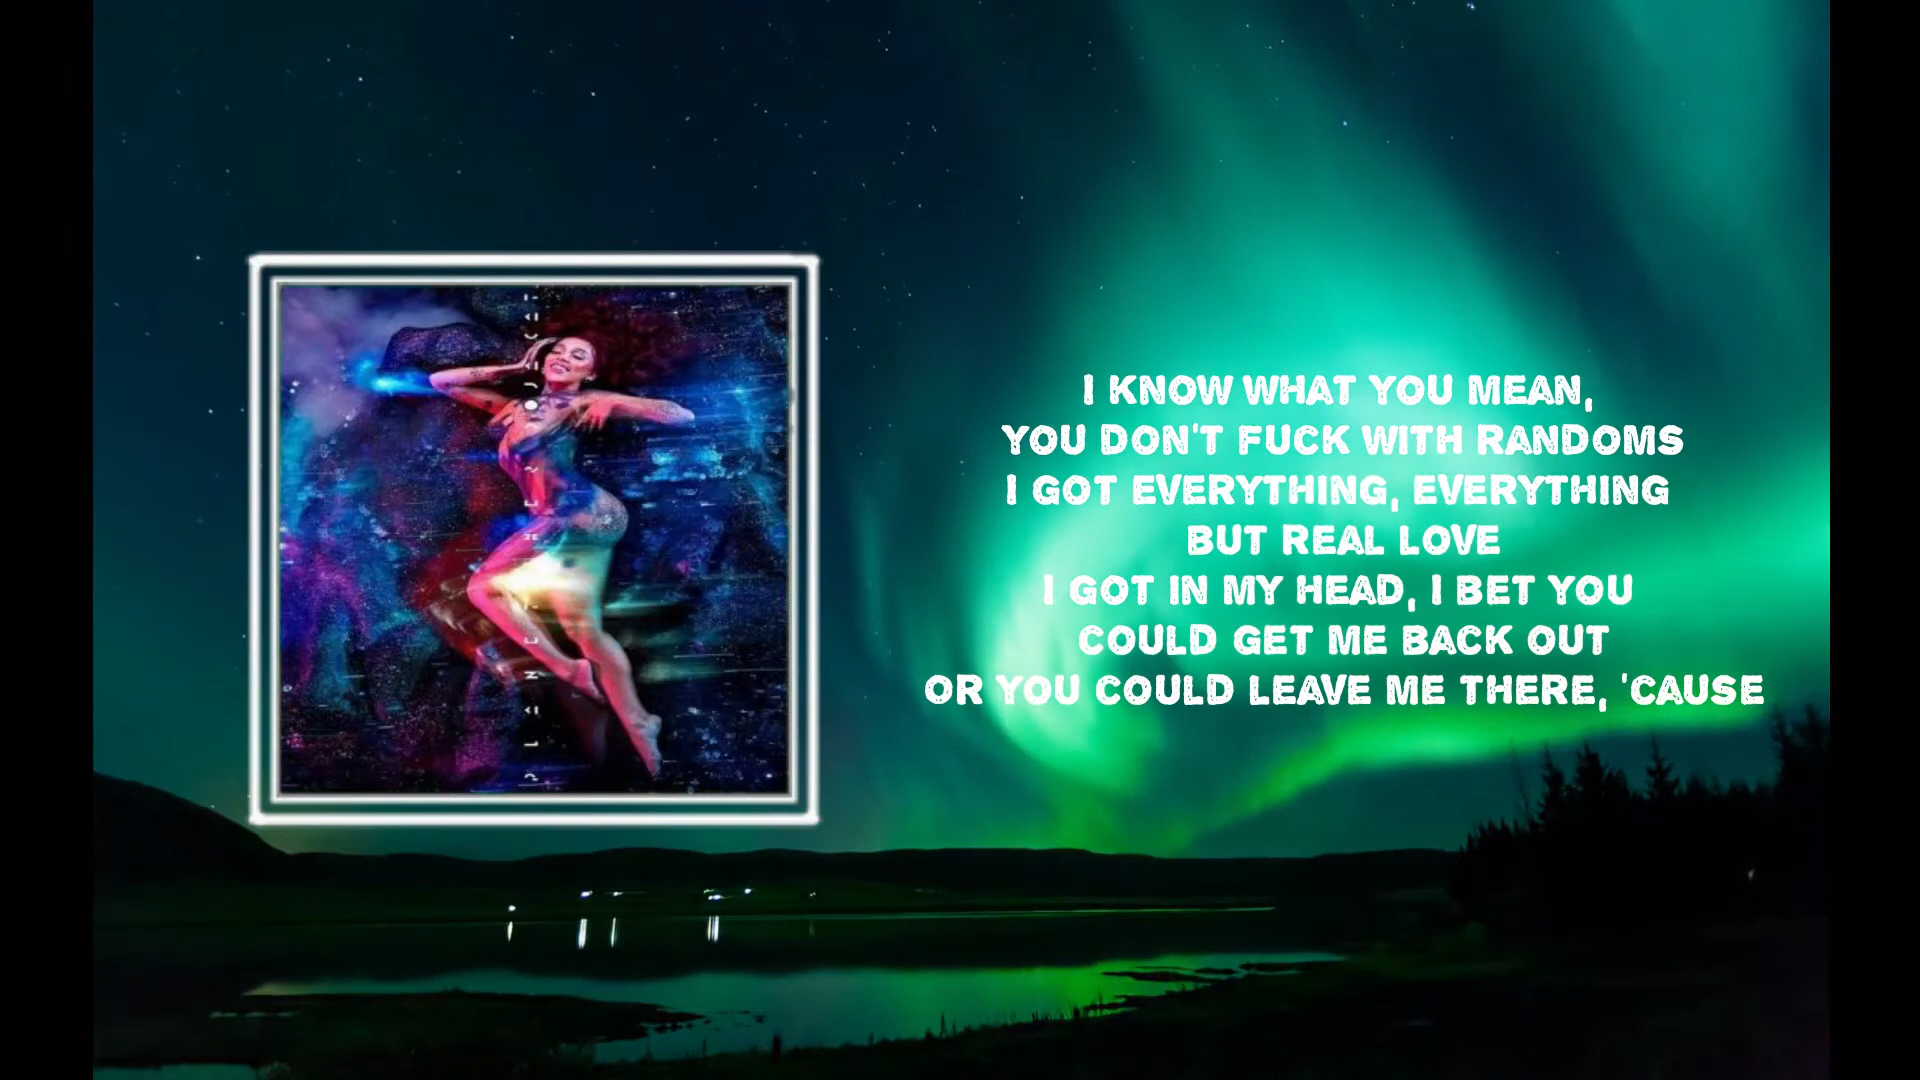 I KNOW WHAT YOU MEAN,
YOU DON'T FUCK WITH RANDOMS
I GOT EVERYTHING, EVERYTHING
BUT REAL LOVE
I GOT IN MY HEAD, I BET YOU
COULD GET ME BACK OUT
OR YOU COULD LEAVE ME THERE, 'CAUSE